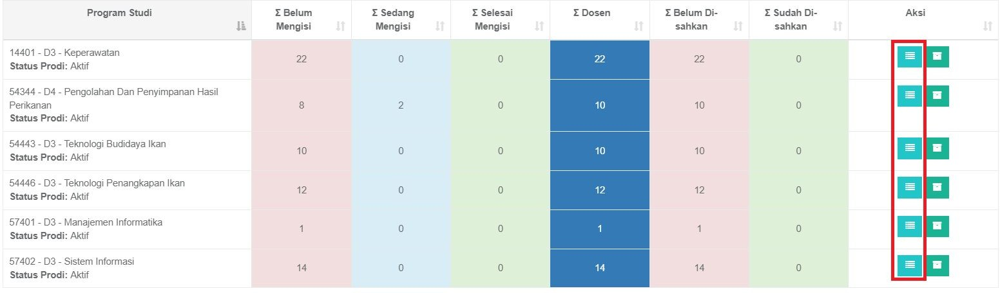 Program Studi
Σ Belum Mengisi
Σ Sedang Mengisi
Σ Selesai Mengisi
Σ Dosen
Σ Belum Di-sahkan
Σ Sudah Di-sahkan
Aksi
14401 - D3 - Keperawatan
Status Prodi: Aktif
22 0 0 22 22 0
54344 - D4 - Pengolahan Dan Penyimpanan Hasil
Perikanan
Status Prodi: Aktif
8 2 0 10 10 0
54443 - D3 - Teknologi Budidaya Ikan
Status Prodi: Aktif
10 0 0 10 10 0
54446 - D3 - Teknologi Penangkapan Ikan
Status Prodi: Aktif
12 0 0 12 12 0
57401 - D3 - Manajemen Informatika
Status Prodi: Aktif
1 0 0 1 1 0
57402 - D3 - Sistem Informasi
Status Prodi: Aktif
14 0 0 14 14 0